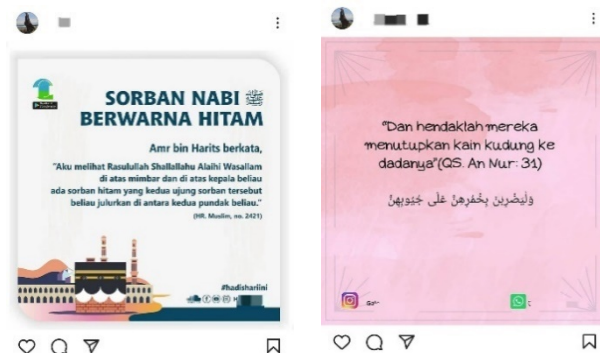 SORBAN NABI ﷺ
BERWARNA HITAM
Amr bin Harits berkata,
"Aku melihat Rasulullah Shallallahu Alaihi Wasallam
di atas mimbar dan di atas kepala beliau
ada sorban hitam yang kedua ujung sorban tersebut
beliau julurkan di antara kedua pundak beliau."
(HR. Muslim, no. 2421)
#hadishariini
"Dan hendaklah mereka
menutupkan kain kudung ke
dadanya"(QS. An Nur: 31)
وَلْيَضْرِبْنَ بِخُمُرِهِنَّ عَلَى جُيُوبِهِنَّ